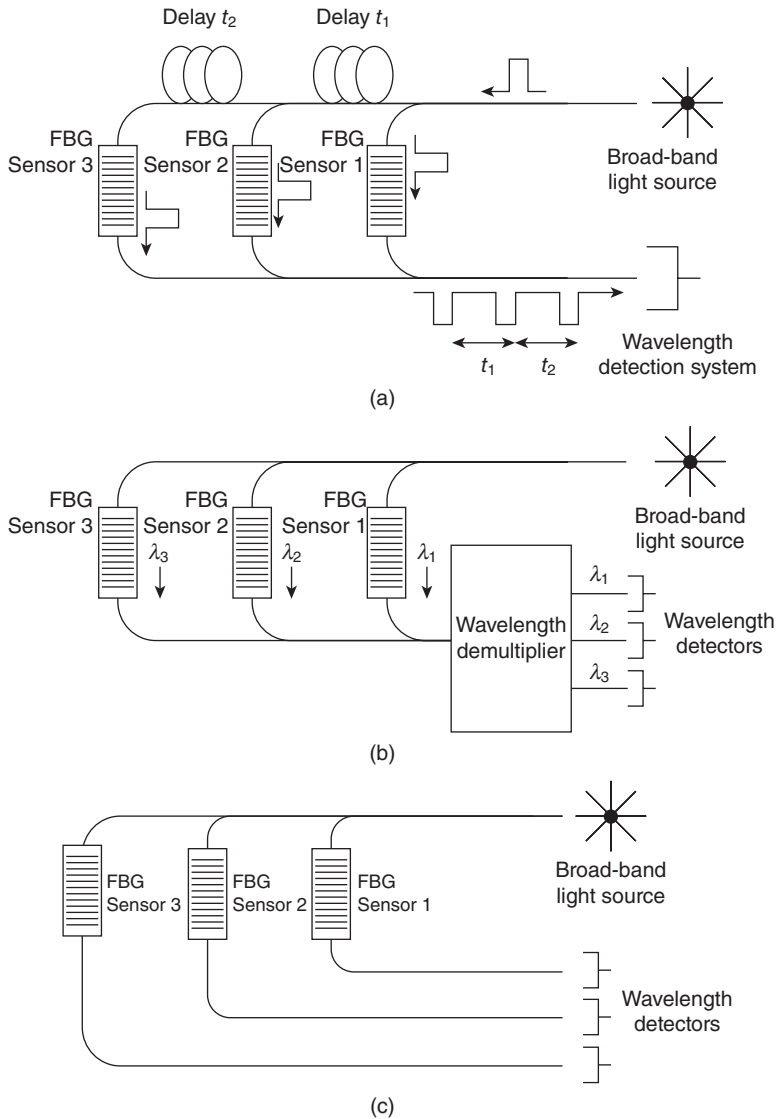 Delay t₂
Delay t₁
FBG
Sensor 3
FBG
Sensor 2
FBG
Sensor 1
Broad-band
light source
t₁
t₂
Wavelength
detection system
(a)
FBG
Sensor 3
FBG
Sensor 2
FBG
Sensor 1
Broad-band
light source
λ₃
λ₂
λ₁
Wavelength
demultiplier
λ₁
λ₂
λ₃
Wavelength
detectors
(b)
FBG
Sensor 3
FBG
Sensor 2
FBG
Sensor 1
Broad-band
light source
Wavelength
detectors
(c)